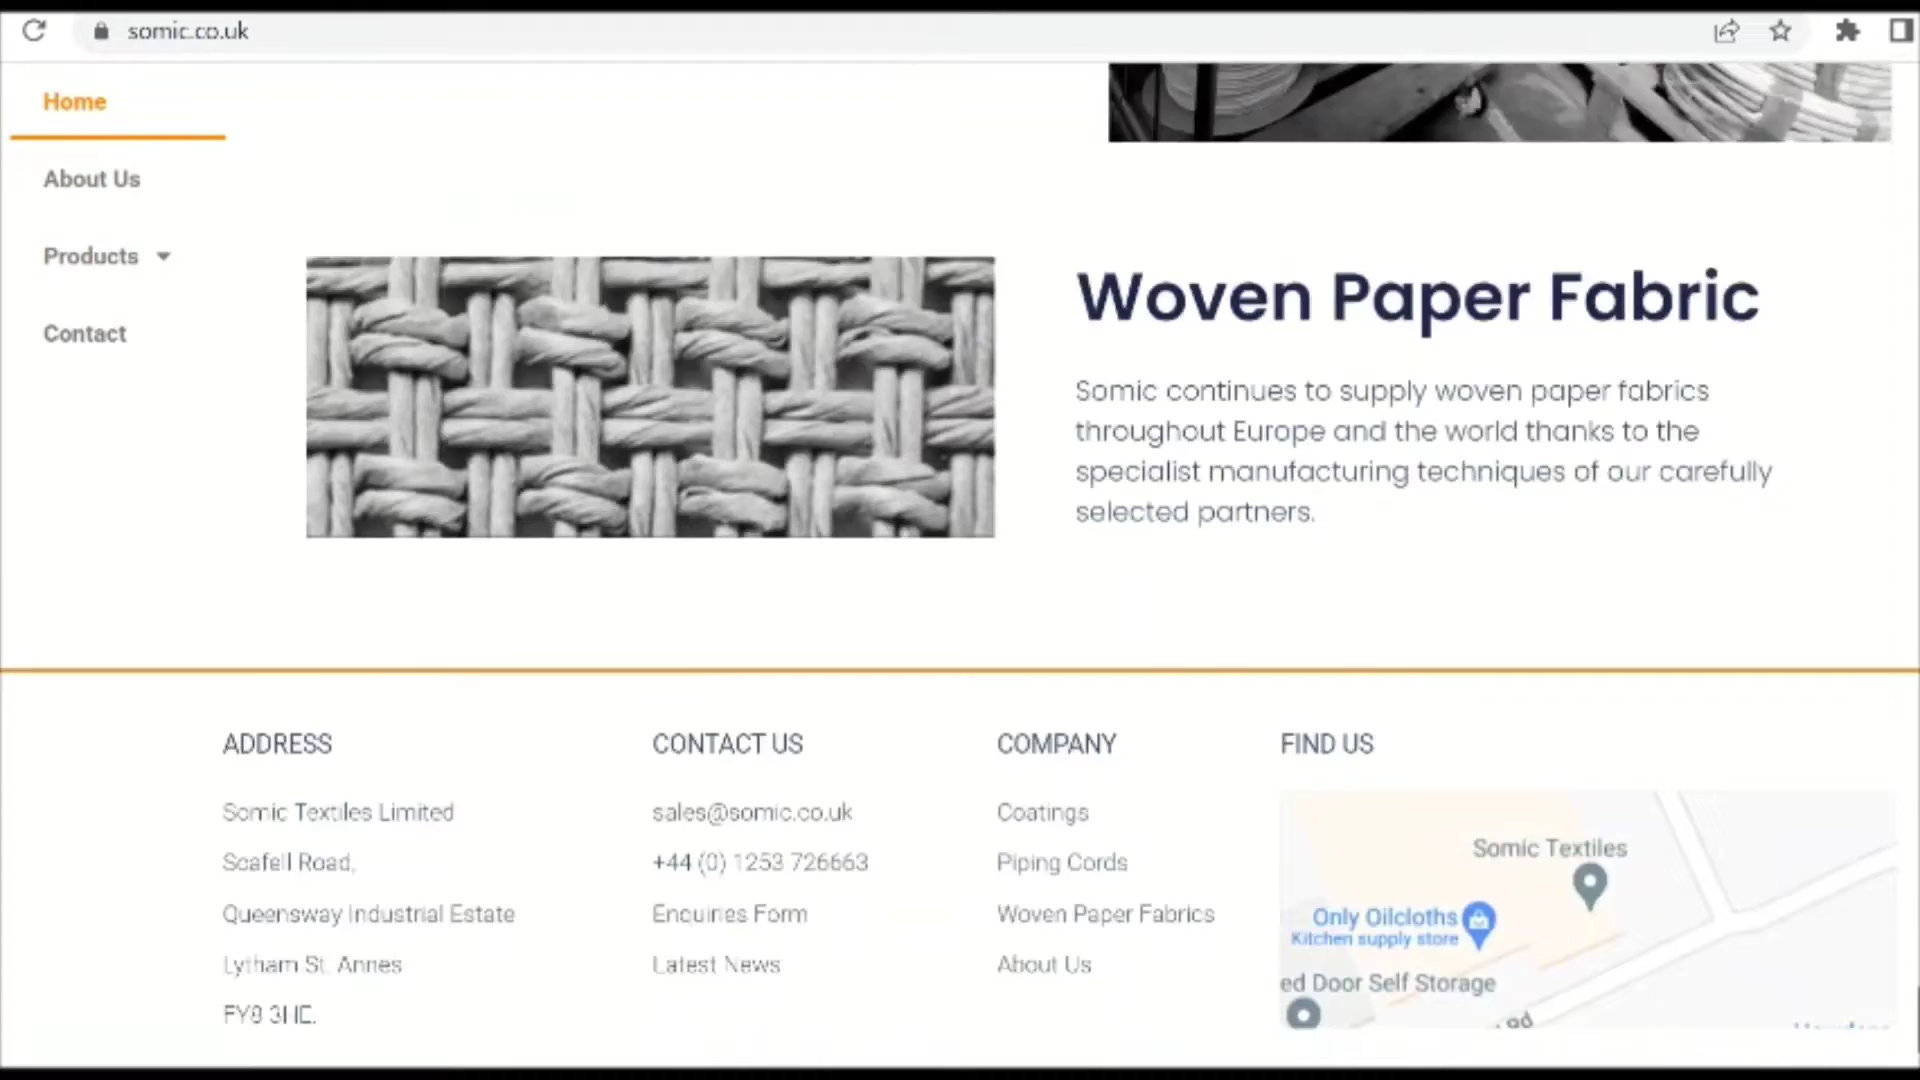 somic.co.uk
Home
About Us
Products
Contact
Woven Paper Fabric
Somic continues to supply woven paper fabrics
throughout Europe and the world thanks to the
specialist manufacturing techniques of our carefully
selected partners.
ADDRESS
Somic Textiles Limited
Scafell Road,
Queensway Industrial Estate
Lytham St. Annes
FY8 3HE.
CONTACT US
sales@somic.co.uk
+44 (0) 1253 726663
Enquiries Form
Latest News
COMPANY
Coatings
Piping Cords
Woven Paper Fabrics
About Us
FIND US
Somic Textiles
Only Oilcloths
Kitchen supply store
ed Door Self Storage